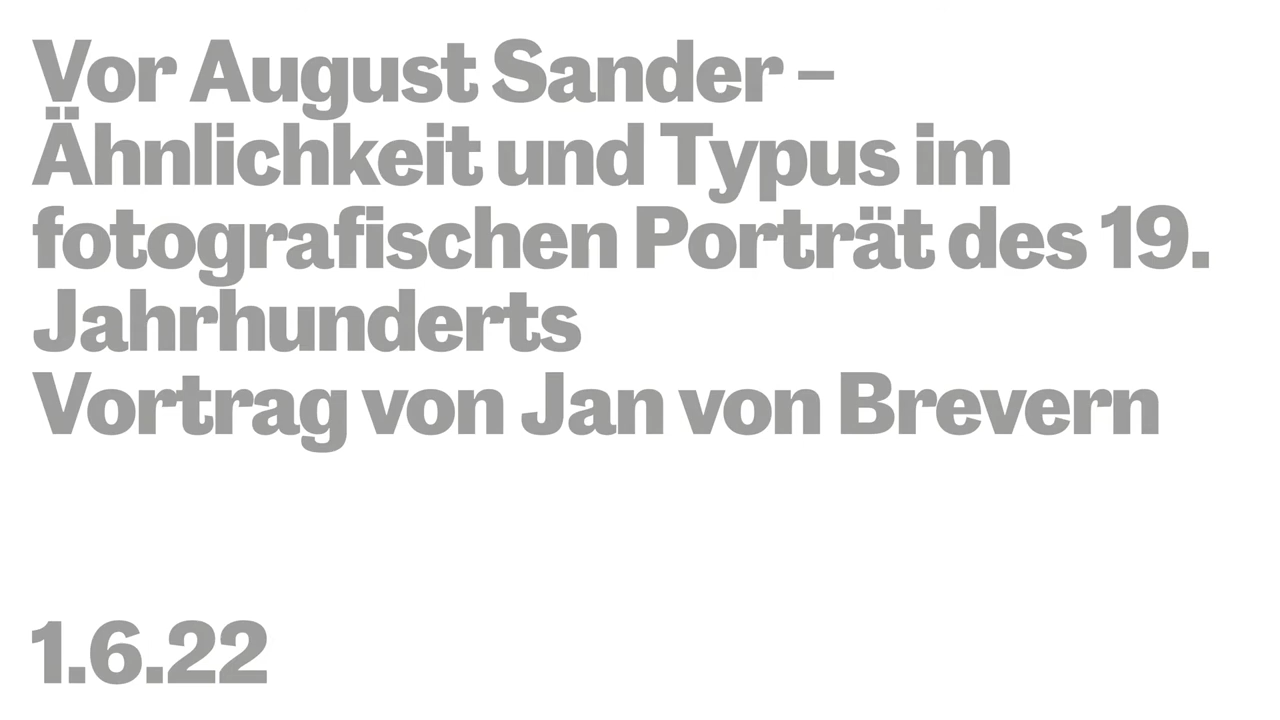 Vor August Sander –
Ähnlichkeit und Typus im
fotografischen Porträt des 19.
Jahrhunderts
Vortrag von Jan von Brevern
1.6.22